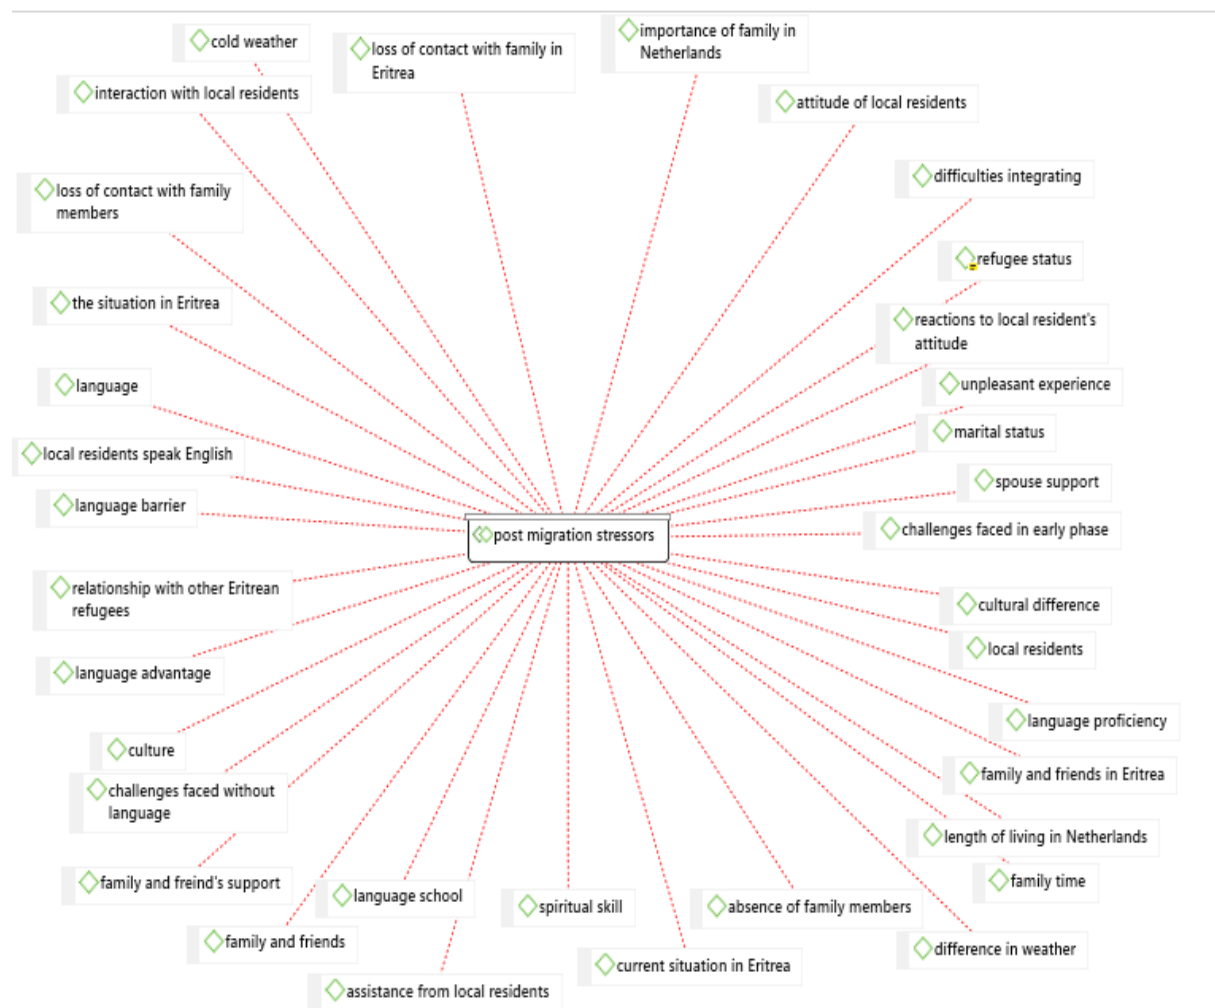 cold weather
loss of contact with family in
Eritrea
importance of family in
Netherlands
interaction with local residents
attitude of local residents
difficulties integrating
loss of contact with family
members
refugee status
the situation in Eritrea
reactions to local resident's
attitude
language
unpleasant experience
marital status
local residents speak English
spouse support
language barrier
challenges faced in early phase
post migration stressors
relationship with other Eritrean
refugees
cultural difference
local residents
language advantage
language proficiency
culture
family and friends in Eritrea
challenges faced without
language
length of living in Netherlands
family and freind's support
family time
language school
spiritual skill
absence of family members
family and friends
difference in weather
current situation in Eritrea
assistance from local residents